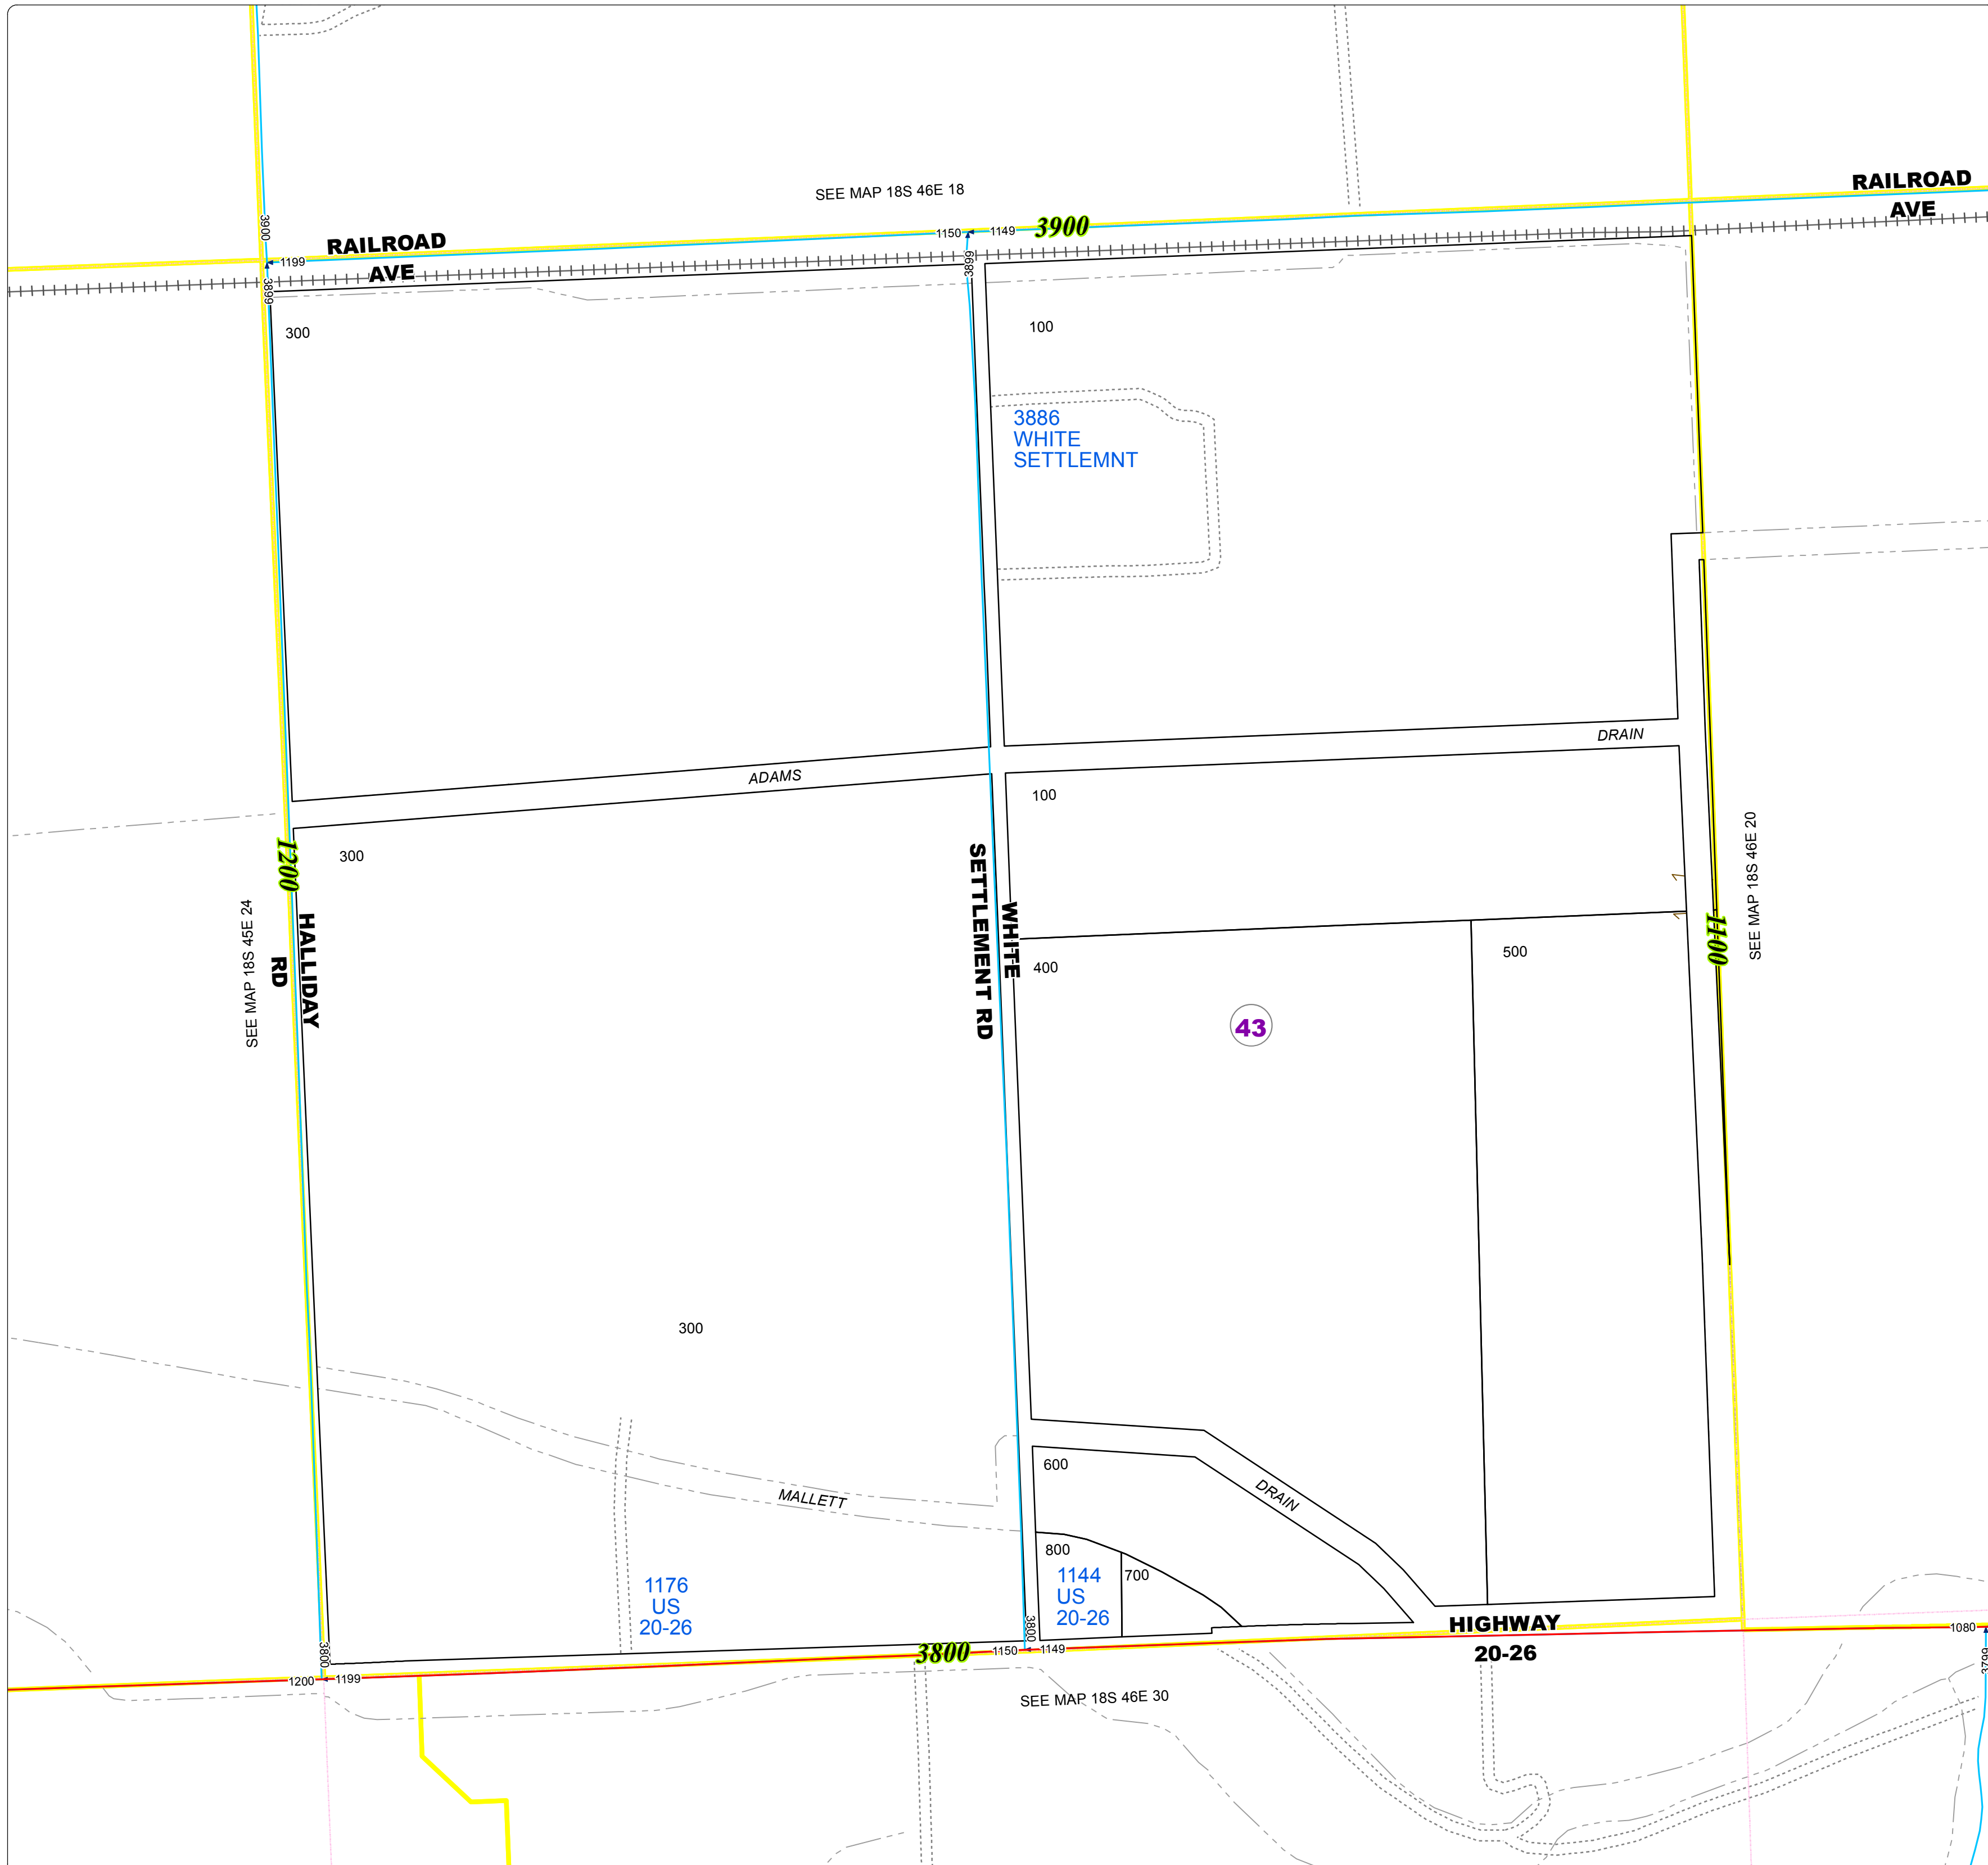 SEE MAP 18S 46E 18
RAILROAD
AVE
3900
1150
1149
3900
RAILROAD
AVE
1199
3899
3899
300
100
3886
WHITE
SETTLEMNT
DRAIN
ADAMS
100
300
1200
HALLIDAY
RD
SEE MAP 18S 45E 24
WHITE
SETTLEMENT RD
400
500
43
1100
SEE MAP 18S 46E 20
300
MALLETT
600
DRAIN
800
700
1144
US
20-26
1176
US
20-26
3800
3800
HIGHWAY
20-26
3800
1150
1149
1200
1199
1080
3799
SEE MAP 18S 46E 30